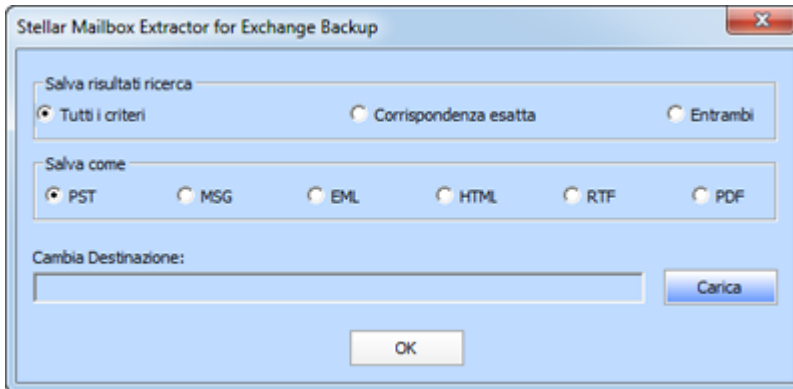 Stellar Mailbox Extractor for Exchange Backup
Salva risultati ricerca
Tutti i criteri Corrispondenza esatta Entrambi
Salva come
PST MSG EML HTML RTF PDF
Cambia Destinazione:
Carica
OK